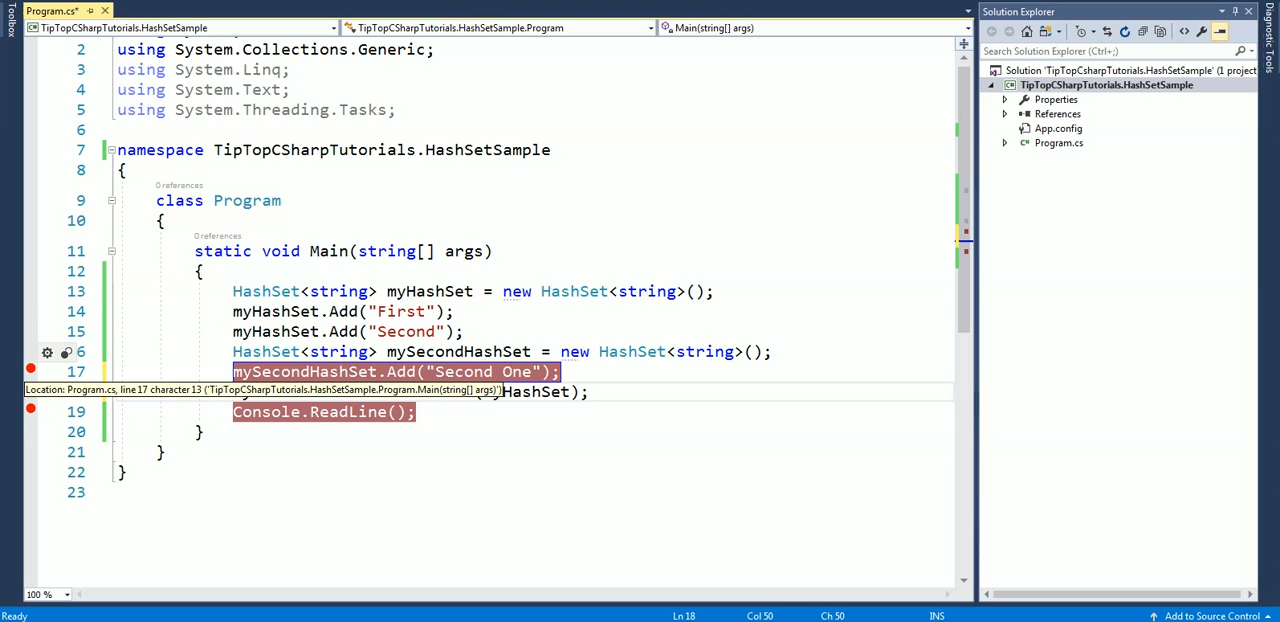 Program.cs*
Solution Explorer
Toolbox
Diagnostic Tools
TipTopCSharpTutorials.HashSetSample
TipTopCSharpTutorials.HashSetSample.Program
Main(string[] args)
Search Solution Explorer (Ctrl+;)
Solution 'TipTopCsharpTutorials.HashSetSample' (1 project
TipTopCSharpTutorials.HashSetSample
Properties
References
App.config
Program.cs
2 using System.Collections.Generic;
3 using System.Linq;
4 using System.Text;
5 using System.Threading.Tasks;
6
7 namespace TipTopCSharpTutorials.HashSetSample
8 {
0 references
9 class Program
10 {
0 references
11 static void Main(string[] args)
12 {
13 HashSet<string> myHashSet = new HashSet<string>();
14 myHashSet.Add("First");
15 myHashSet.Add("Second");
6 HashSet<string> mySecondHashSet = new HashSet<string>();
17 mySecondHashSet.Add("Second One");
Location: Program.cs, line 17 character 13 ('TipTopCSharpTutorials.HashSetSample.Program.Main(string[] args)')
HashSet);
19 Console.ReadLine();
20 }
21 }
22 }
23
100 %
Ready
Ln 18
Col 50
Ch 50
INS
Add to Source Control